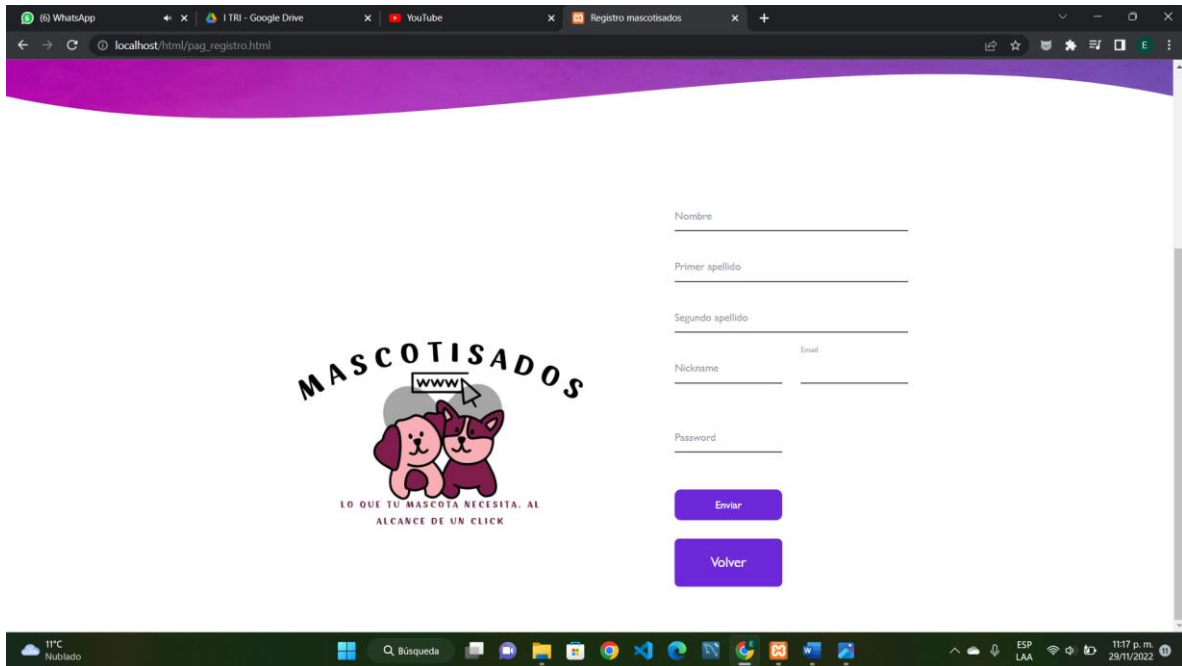 (6) WhatsApp
I TRI - Google Drive
YouTube
Registro mascotisados
localhost/html/pag_registro.html
E
Nombre
Primer apellido
Segundo apellido
Email
Nickname
Password
Enviar
Volver
MASCOTISADOS
WWW
LO QUE TU MASCOTA NECESITA, AL
ALCANCE DE UN CLICK
11°C
Nublado
Búsqueda
ESP
LAA
11:17 p. m.
29/11/2022
11